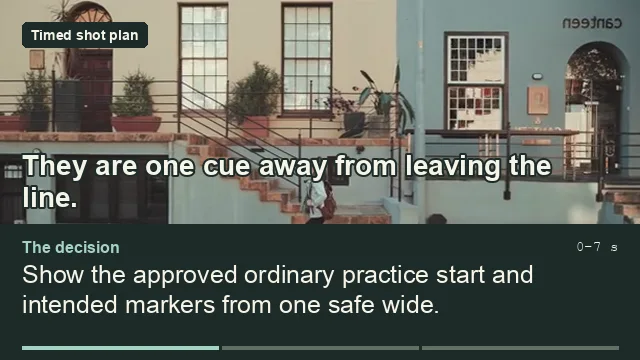 Timed shot plan
canteen
They are one cue away from leaving the
line.
The decision
0–7 s
Show the approved ordinary practice start and
intended markers from one safe wide.